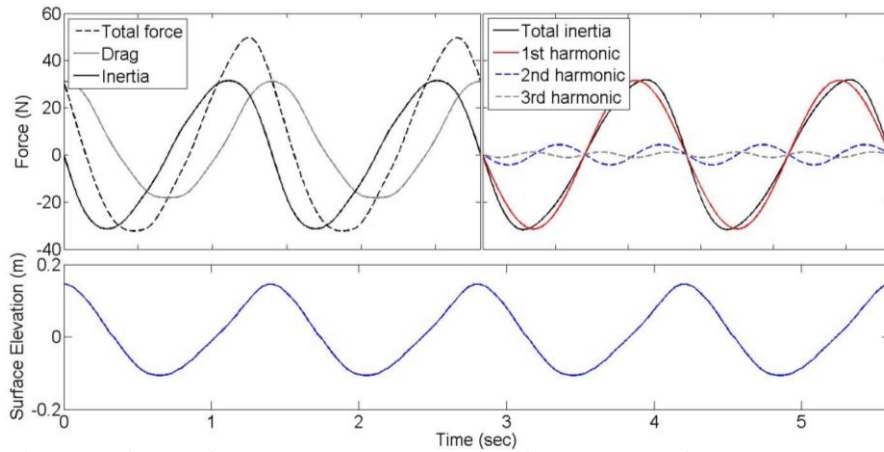 60
40
20
0
-20
-40
Force (N)
Total force
Drag
Inertia
Total inertia
1st harmonic
2nd harmonic
3rd harmonic
0.2
0
-0.2
Surface Elevation (m)
0 1 2 3 4 5
Time (sec)